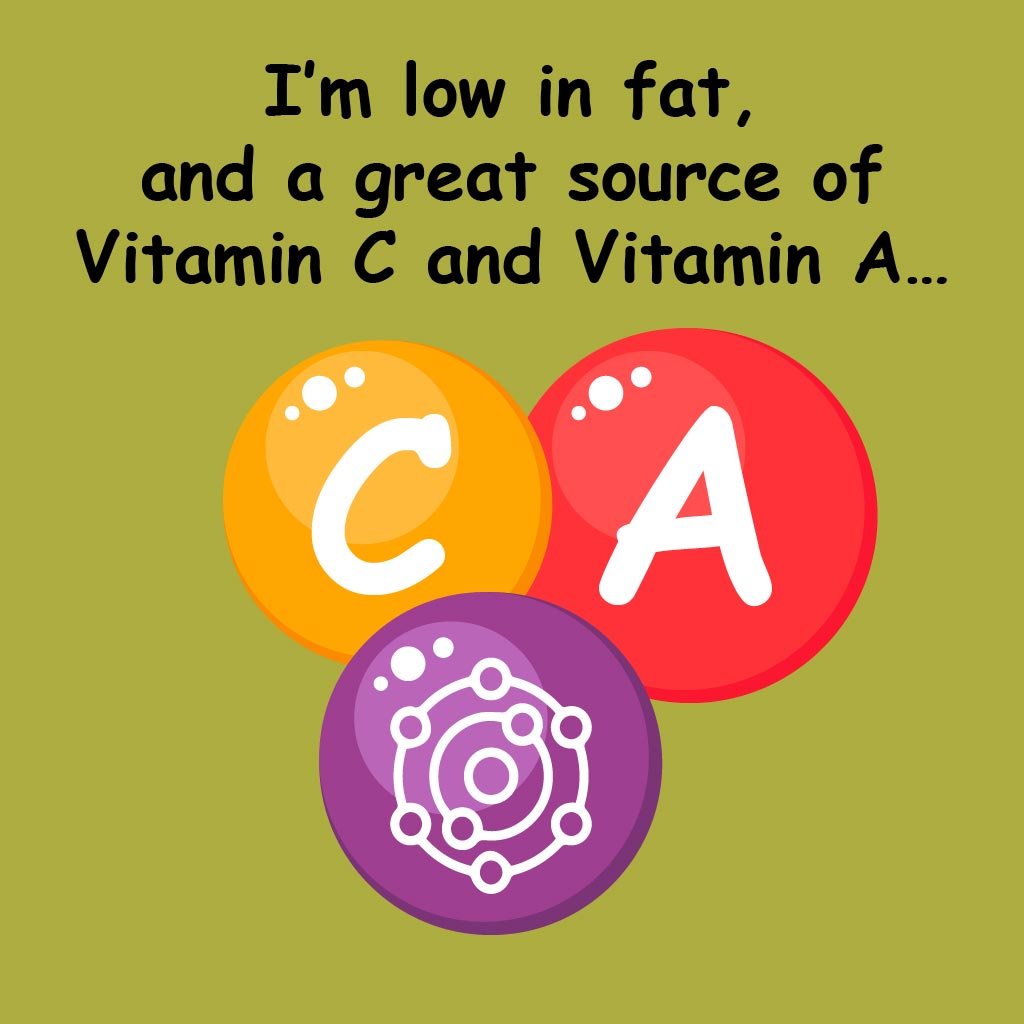 I’m low in fat,
and a great source of
Vitamin C and Vitamin A...
C A